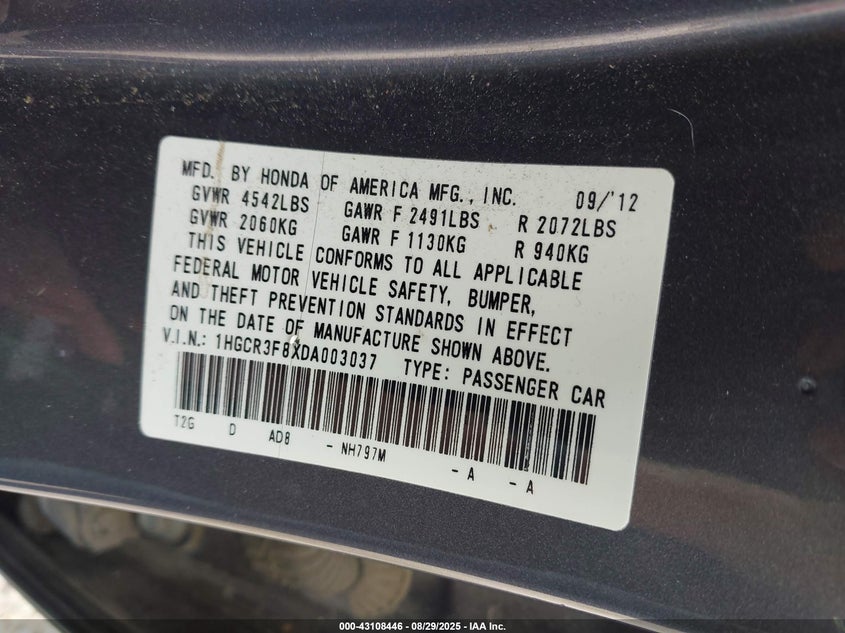 MFD. BY HONDA OF AMERICA MFG., INC. 09/'12
GVWR 4542LBS GAWR F 2491LBS R 2072LBS
GVWR 2060KG GAWR F 1130KG R 940KG
THIS VEHICLE CONFORMS TO ALL APPLICABLE
FEDERAL MOTOR VEHICLE SAFETY, BUMPER,
AND THEFT PREVENTION STANDARDS IN EFFECT
ON THE DATE OF MANUFACTURE SHOWN ABOVE.
V.I.N.: 1HGCR3F8XDA003037 TYPE: PASSENGER CAR
T2G D AD8 - NH797M - A - A
000-43108446 - 08/29/2025 - IAA Inc.